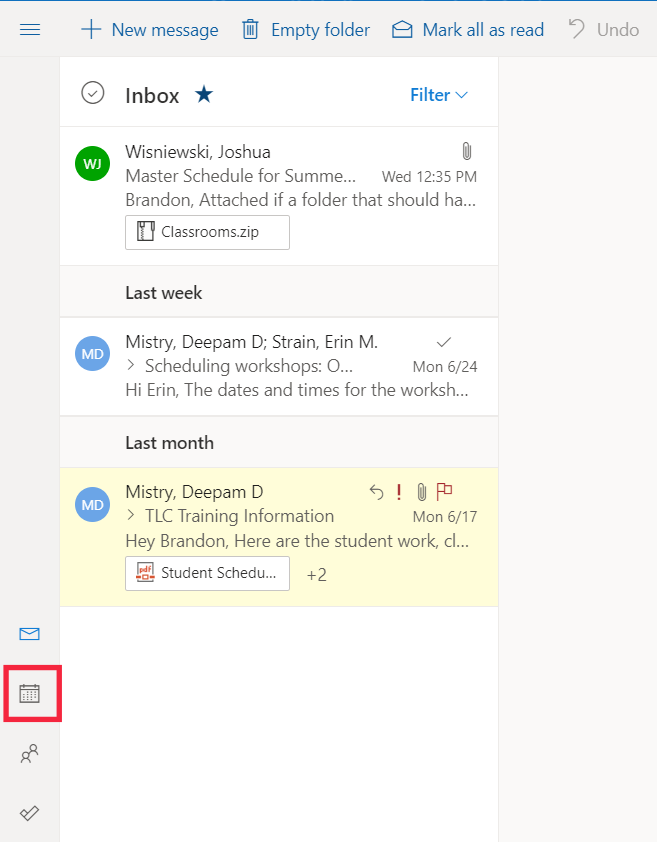 New message Empty folder Mark all as read Undo
Inbox Filter
WJ
Wisniewski, Joshua
Master Schedule for Summe... Wed 12:35 PM
Brandon, Attached if a folder that should ha...
Classrooms.zip
Last week
MD
Mistry, Deepam D; Strain, Erin M.
Scheduling workshops: O... Mon 6/24
Hi Erin, The dates and times for the worksh...
Last month
MD
Mistry, Deepam D
TLC Training Information Mon 6/17
Hey Brandon, Here are the student work, cl...
pdf
Student Schedu... +2